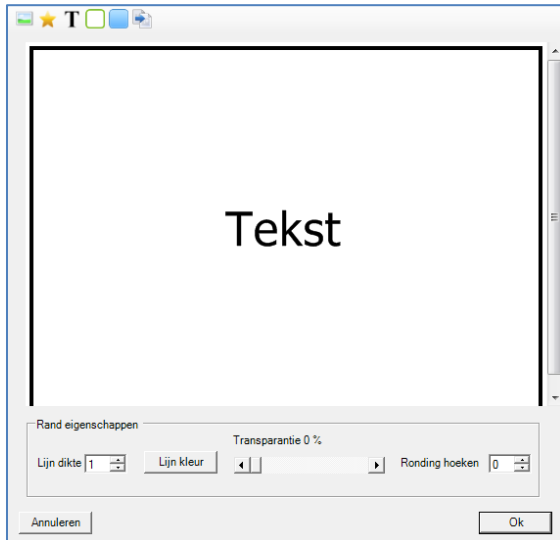 T
Tekst
Rand eigenschappen
Transparantie 0 %
Lijn dikte 1 Lijn kleur Ronding hoeken 0
Annuleren Ok